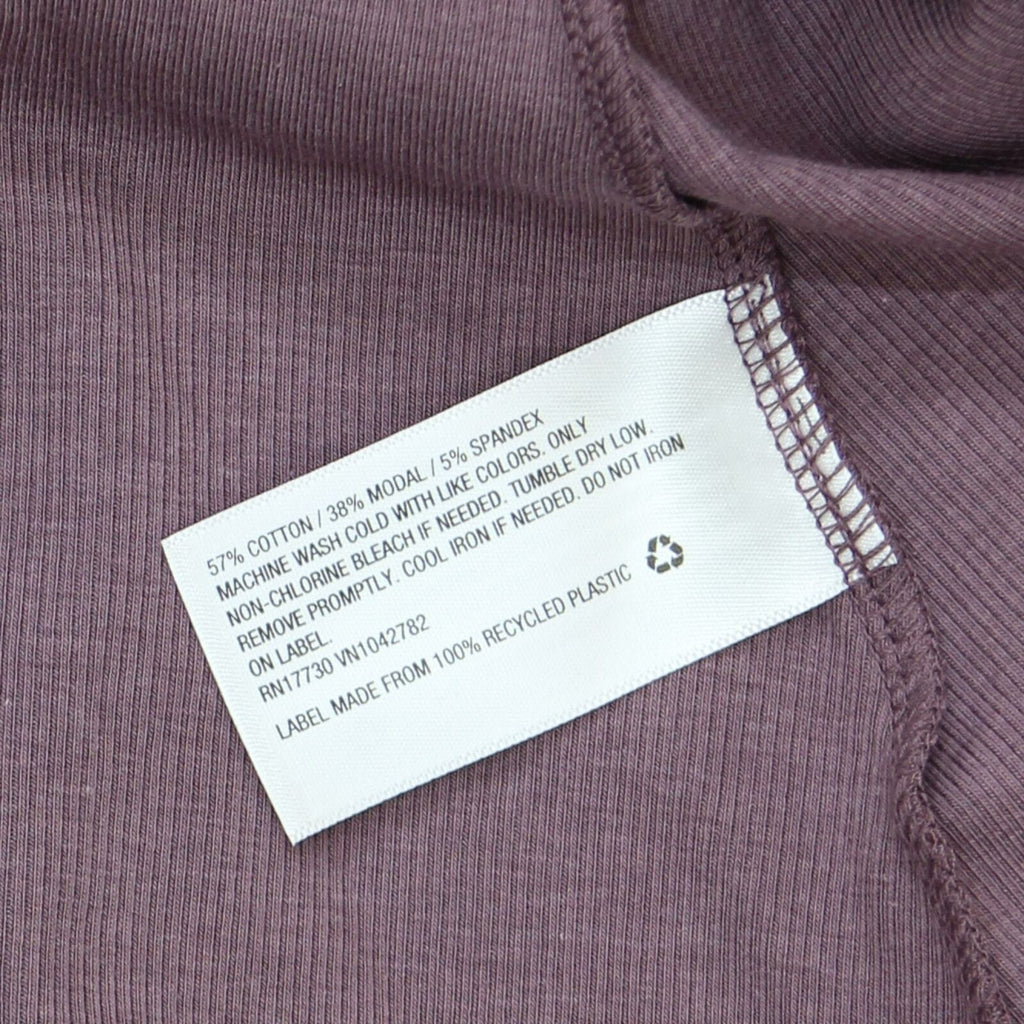 57% COTTON / 38% MODAL / 5% SPANDEX
MACHINE WASH COLD WITH LIKE COLORS. ONLY
NON-CHLORINE BLEACH IF NEEDED. TUMBLE DRY LOW.
REMOVE PROMPTLY. COOL IRON IF NEEDED. DO NOT IRON
ON LABEL.
RN17730 VN1042782
LABEL MADE FROM 100% RECYCLED PLASTIC